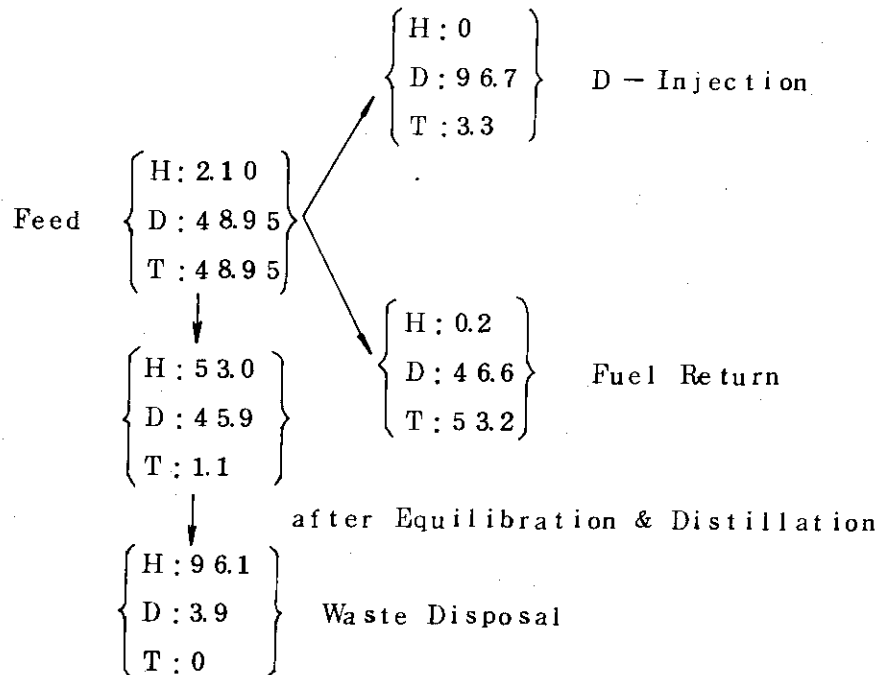 H : 0
D : 96.7
T : 3.3
D - Injection
Feed
H : 2.10
D : 48.95
T : 48.95
H : 0.2
D : 46.6
T : 53.2
Fuel Return
H : 53.0
D : 45.9
T : 1.1
after Equilibration & Distillation
H : 96.1
D : 3.9
T : 0
Waste Disposal